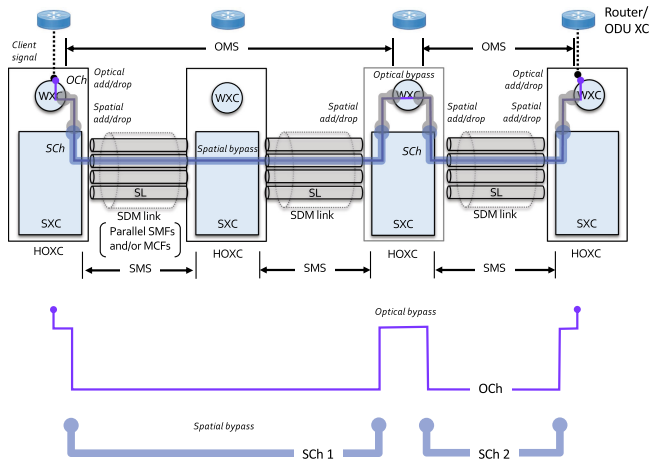 Router/
ODU XC
Client
signal
OMS
OMS
OCh
Optical
add/drop
Optical bypass
Optical
add/drop
WXC
WXC
WXC
WXC
Spatial
add/drop
Spatial
add/drop
Spatial
add/drop
Spatial
add/drop
SCh
Spatial bypass
SCh
SL
SL
SL
SXC
SXC
SXC
SXC
SDM link
SDM link
SDM link
Parallel SMFs
and/or MCFs
HOXC
HOXC
HOXC
HOXC
SMS
SMS
SMS
Optical bypass
OCh
Spatial bypass
SCh 1
SCh 2